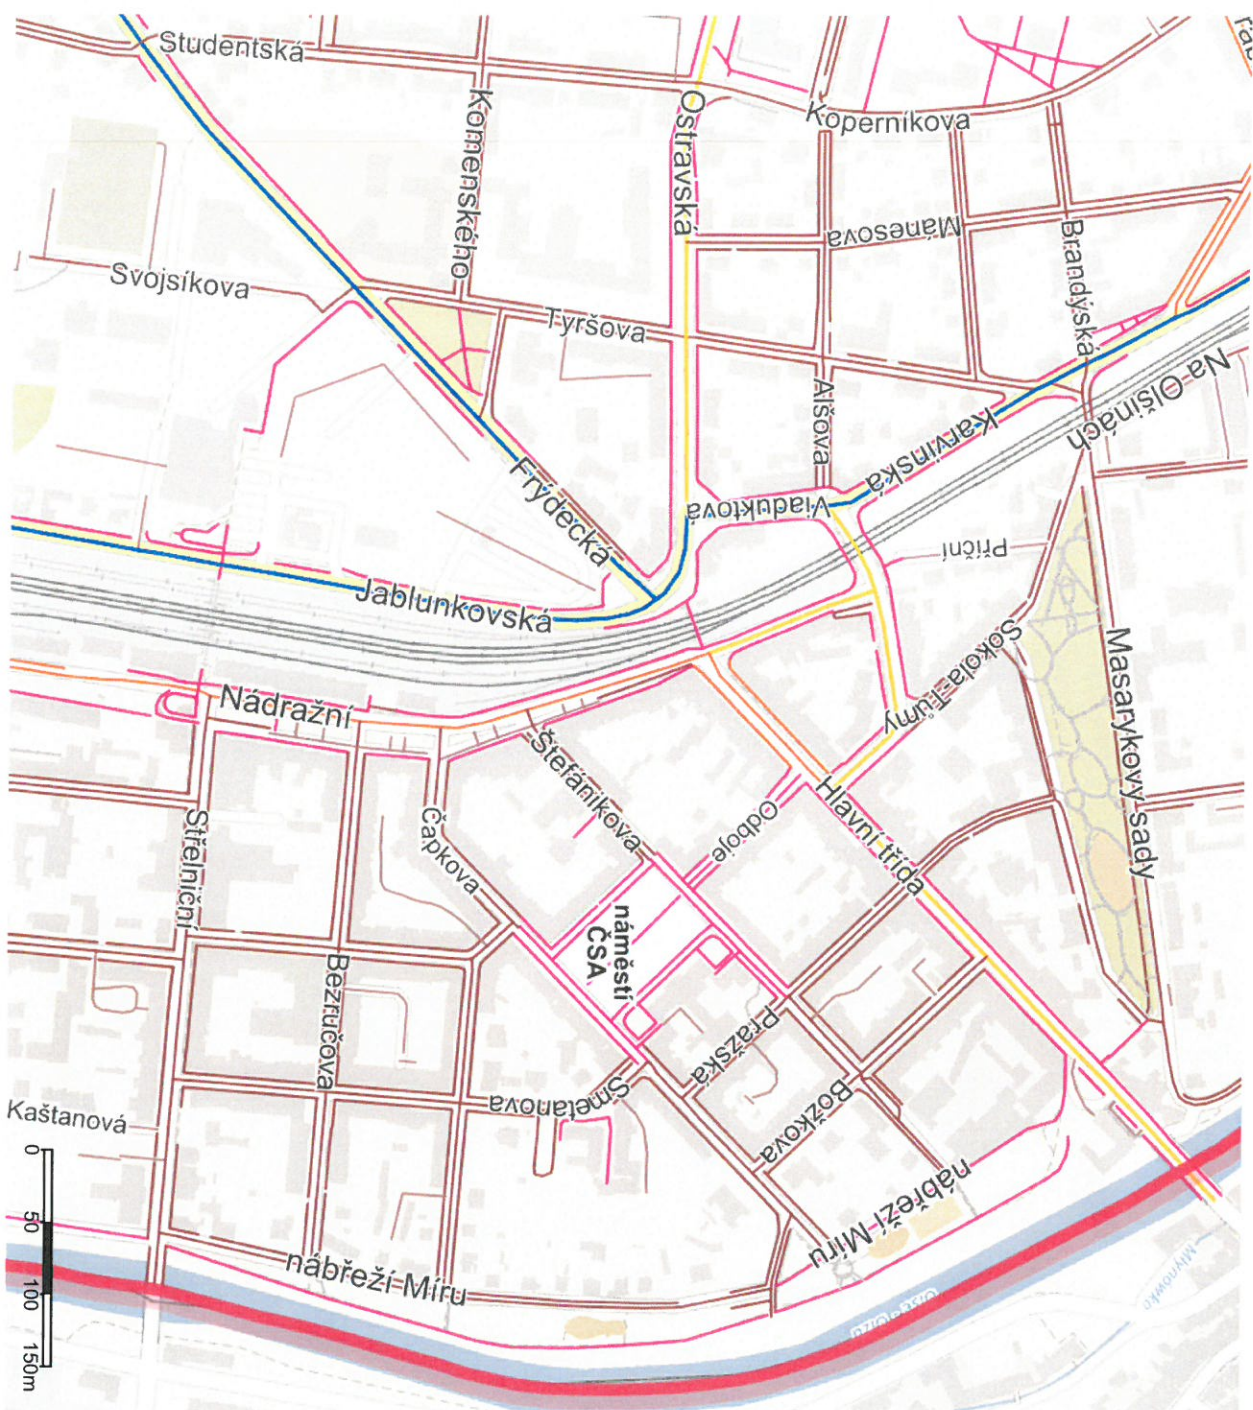 Studentská
Komenského
Ostravská
Koperníkova
Mánesova
Brandýská
Svojsíkova
Tyršova
Alšova
Karvinská
Na Olšinách
Frýdecká
Viaduktová
Příční
Jablunkovská
Sokola-Tůmy
Masarykovy sady
Nádražní
Štefánikova
Hlavní třída
Odboje
Čapkova
Střelniční
náměstí
ČSA
Bezručova
Pražská
Smetanova
Božkova
Kaštanová
nábřeží Míru
nábřeží Míru
Mlynowka
0 50 100 150m